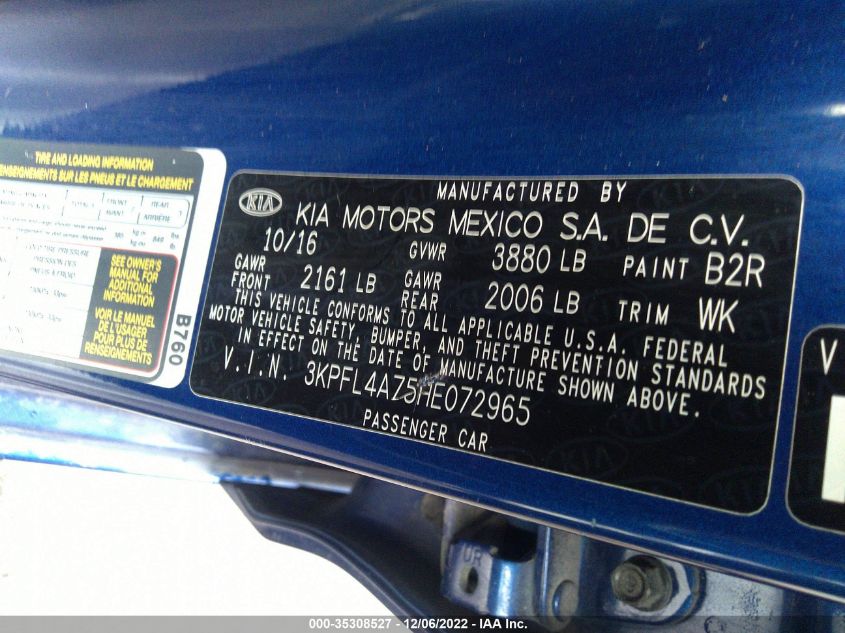 TIRE AND LOADING INFORMATION
RENSEIGNEMENTS SUR LES PNEUS ET LE CHARGEMENT
SEE OWNER'S
MANUAL FOR
ADDITIONAL
INFORMATION
VOIR LE MANUEL
DE L'USAGER
POUR PLUS DE
RENSEIGNEMENTS
B760
MANUFACTURED BY
KIA KIA MOTORS MEXICO S.A. DE C.V.
10/16 GVWR 3880 LB PAINT B2R
GAWR FRONT 2161 LB GAWR REAR 2006 LB TRIM WK
THIS VEHICLE CONFORMS TO ALL APPLICABLE U.S.A. FEDERAL
MOTOR VEHICLE SAFETY, BUMPER, AND THEFT PREVENTION STANDARDS
IN EFFECT ON THE DATE OF MANUFACTURE SHOWN ABOVE.
V.I.N. 3KPFL4A75HE072965
PASSENGER CAR
V
000-35308527 - 12/06/2022 - IAA Inc.